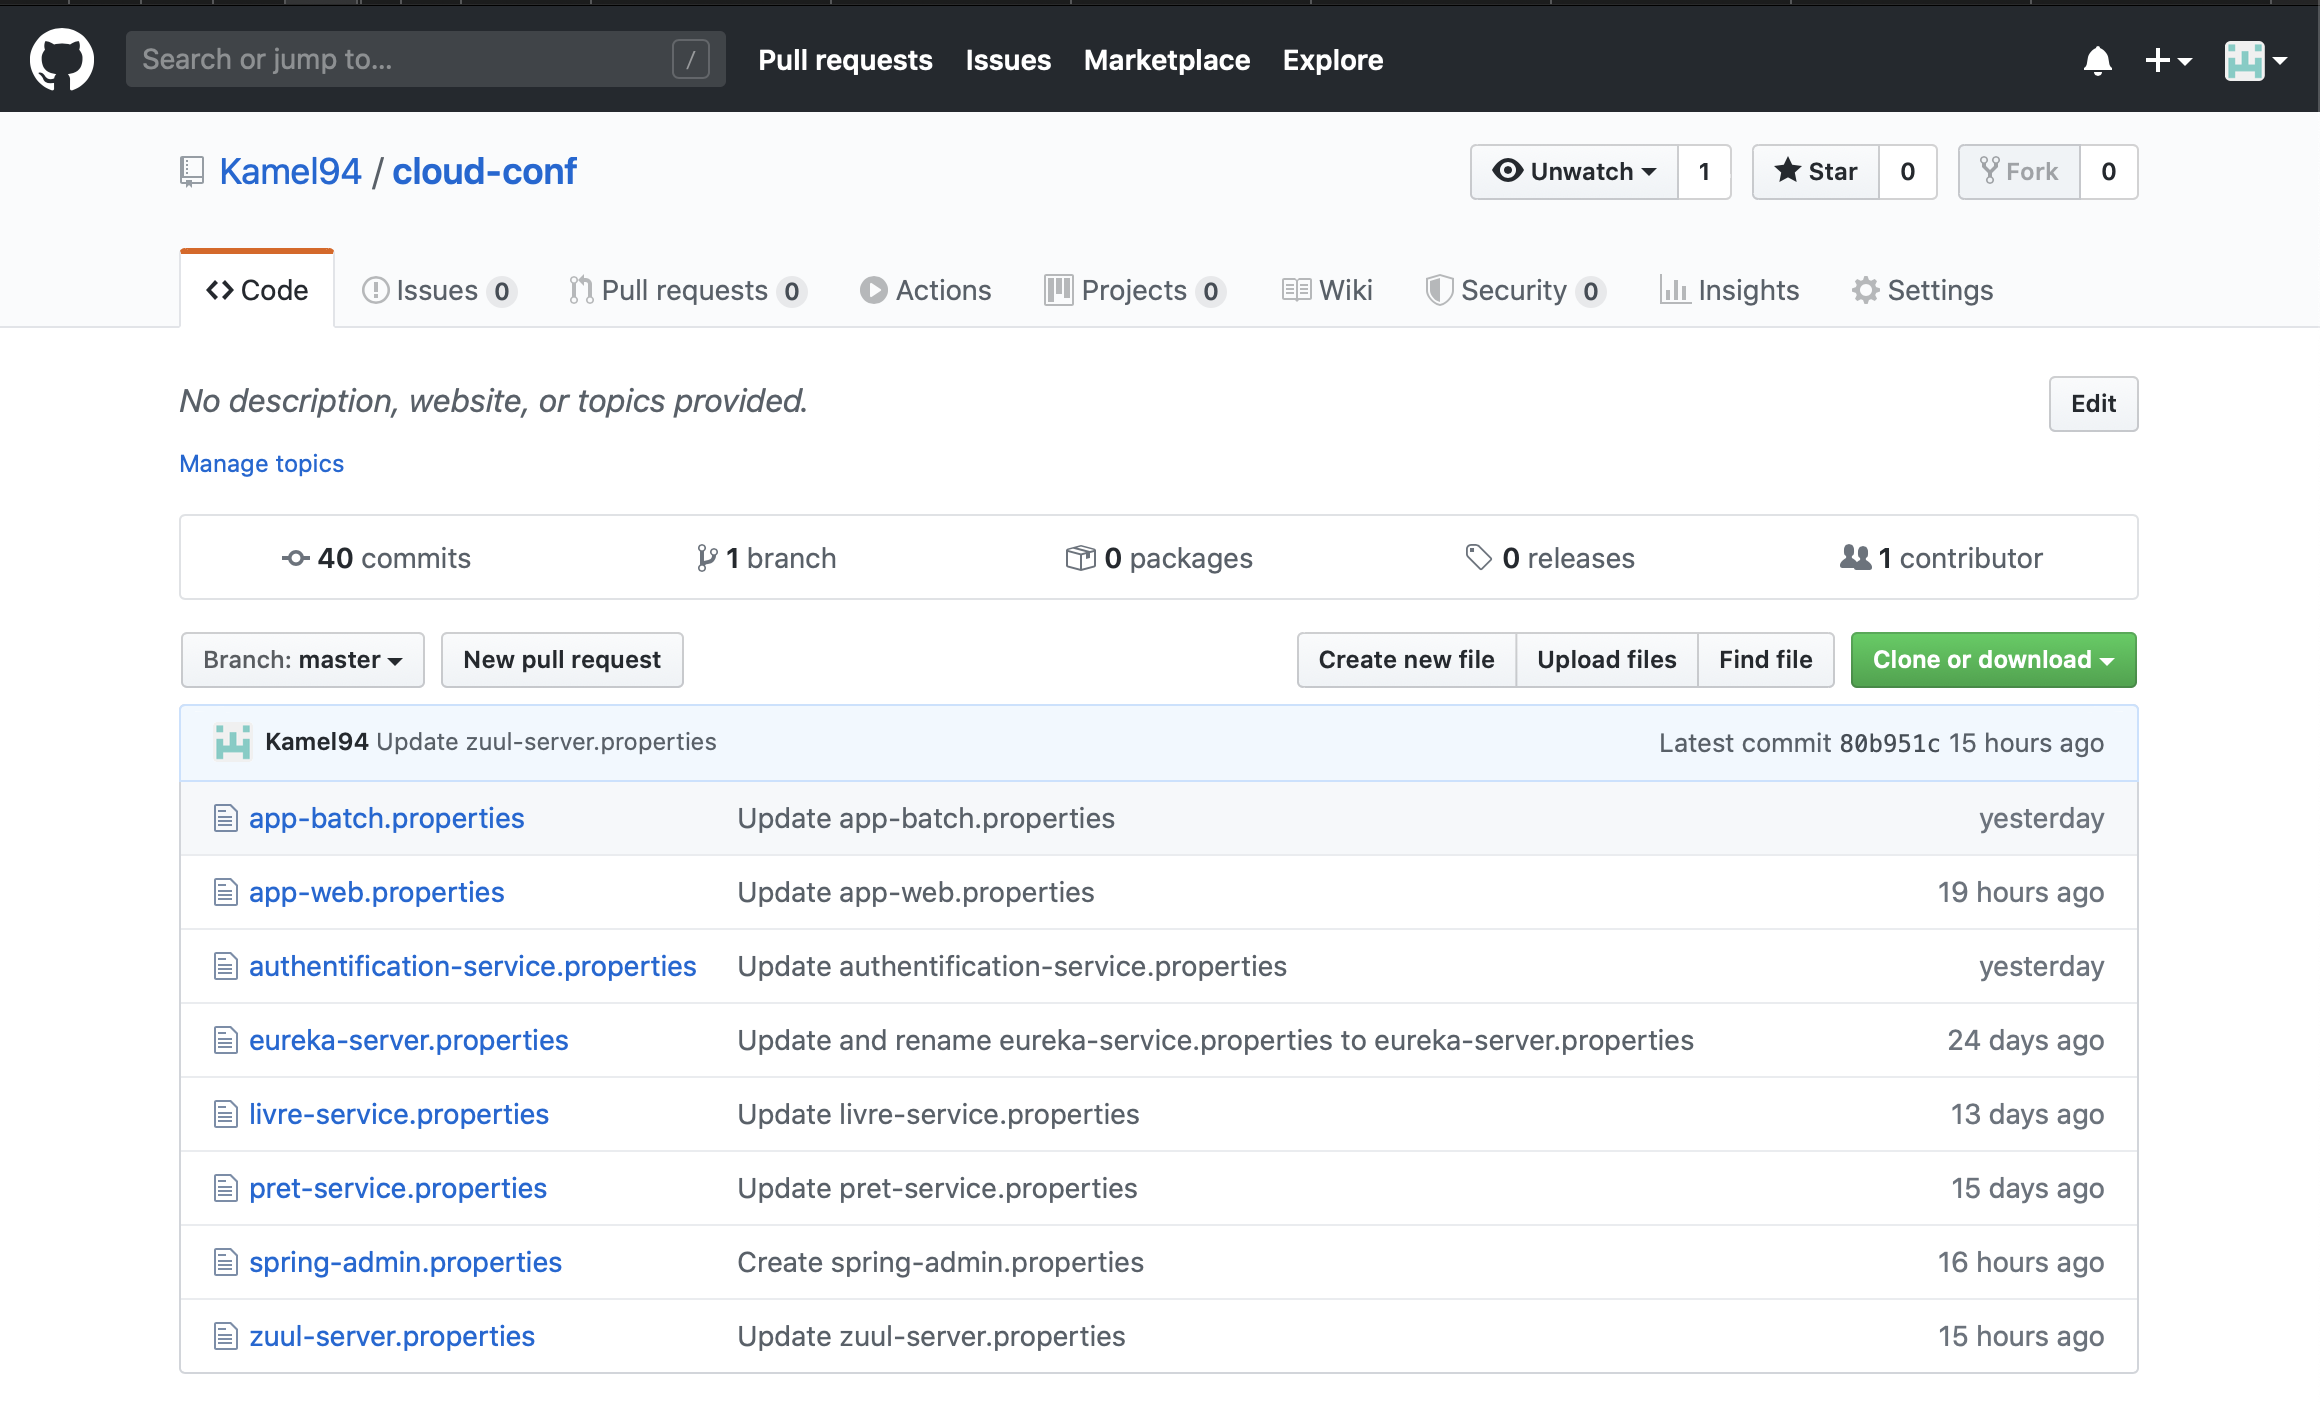 Search or jump to... /
Pull requests Issues Marketplace Explore
Kamel94 / cloud-conf
Unwatch 1 Star 0 Fork 0
Code Issues 0 Pull requests 0 Actions Projects 0 Wiki Security 0 Insights Settings
No description, website, or topics provided.
Edit
Manage topics
40 commits 1 branch 0 packages 0 releases 1 contributor
Branch: master New pull request Create new file Upload files Find file Clone or download
Kamel94 Update zuul-server.properties Latest commit 80b951c 15 hours ago
app-batch.properties Update app-batch.properties yesterday
app-web.properties Update app-web.properties 19 hours ago
authentification-service.properties Update authentification-service.properties yesterday
eureka-server.properties Update and rename eureka-service.properties to eureka-server.properties 24 days ago
livre-service.properties Update livre-service.properties 13 days ago
pret-service.properties Update pret-service.properties 15 days ago
spring-admin.properties Create spring-admin.properties 16 hours ago
zuul-server.properties Update zuul-server.properties 15 hours ago